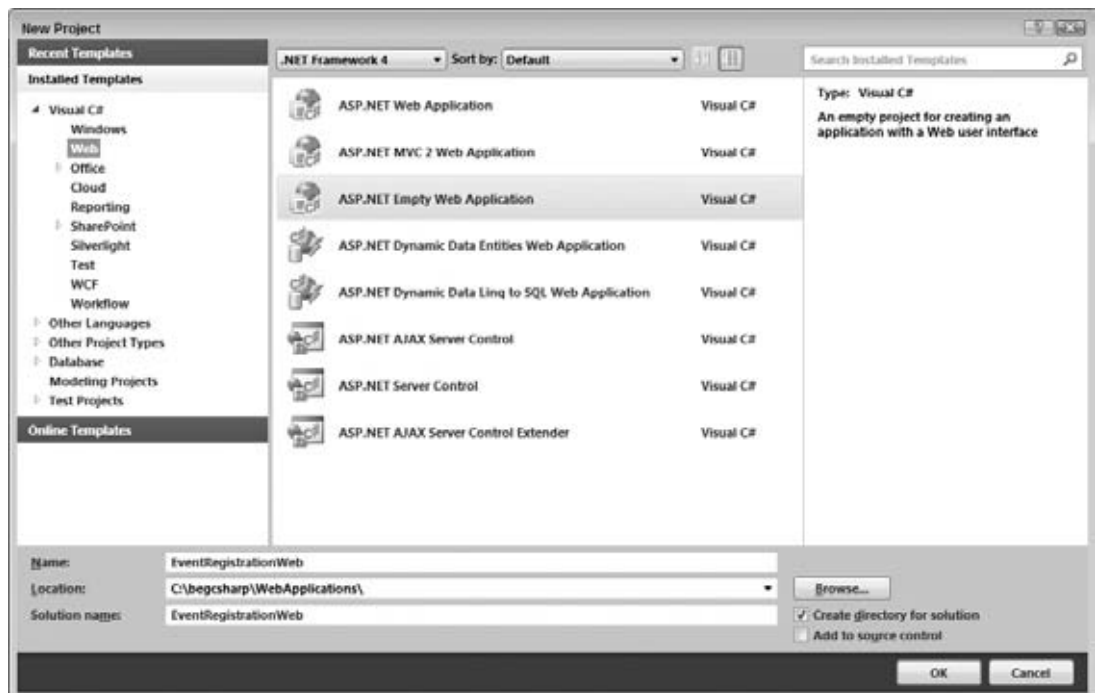 New Project
Recent Templates
Installed Templates
Visual C#
Windows
Web
Office
Cloud
Reporting
SharePoint
Silverlight
Test
WCF
Workflow
Other Languages
Other Project Types
Database
Modeling Projects
Test Projects
Online Templates
.NET Framework 4 Sort by: Default
ASP.NET Web Application Visual C#
ASP.NET MVC 2 Web Application Visual C#
ASP.NET Empty Web Application Visual C#
ASP.NET Dynamic Data Entities Web Application Visual C#
ASP.NET Dynamic Data Linq to SQL Web Application Visual C#
ASP.NET AJAX Server Control Visual C#
ASP.NET Server Control Visual C#
ASP.NET AJAX Server Control Extender Visual C#
Search Installed Templates
Type: Visual C#
An empty project for creating an
application with a Web user interface
Name: EventRegistrationWeb
Location: C:\begcsharp\WebApplications\
Solution name: EventRegistrationWeb
Browse...
Create directory for solution
Add to source control
OK Cancel